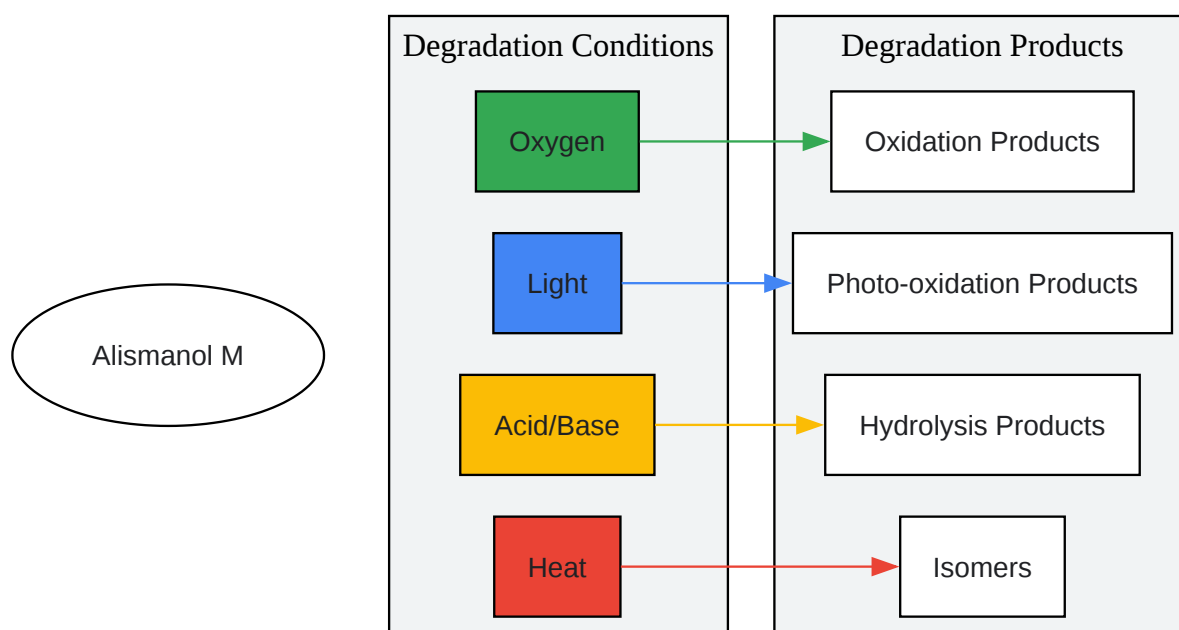 Degradation Conditions
Degradation Products
Oxygen
Oxidation Products
Light
Photo-oxidation Products
Alismanol M
Acid/Base
Hydrolysis Products
Heat
Isomers